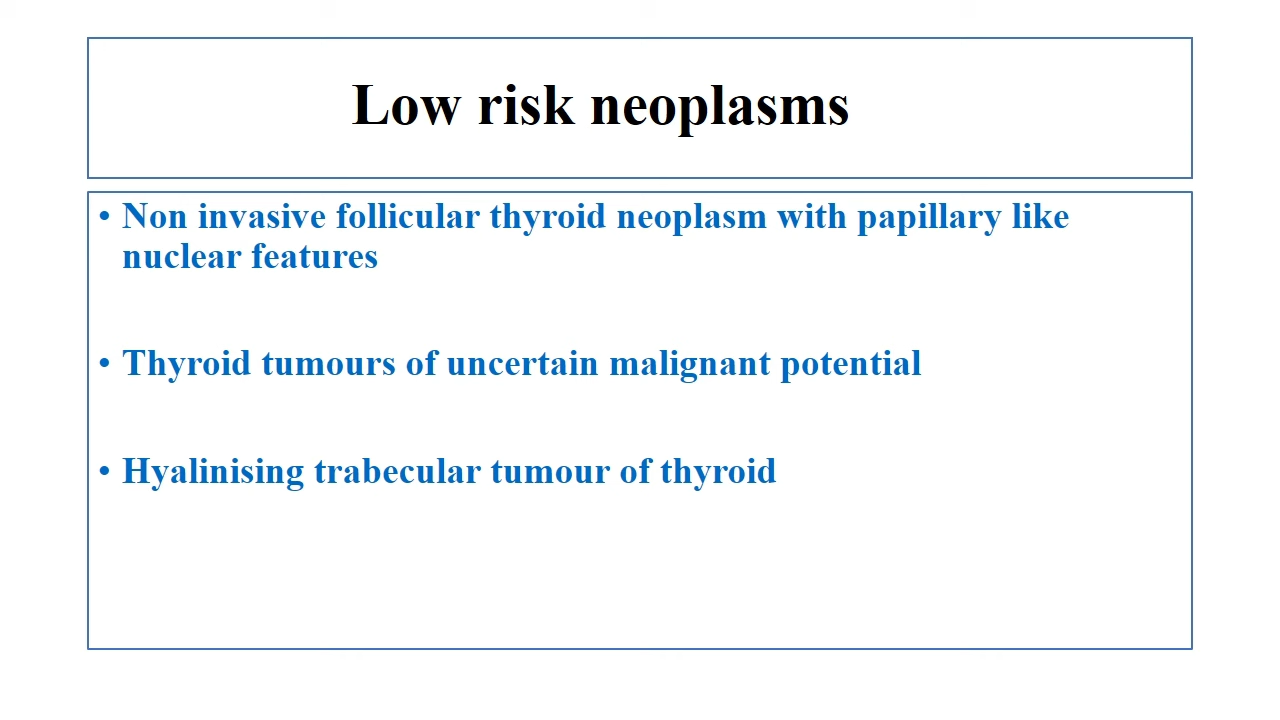 Low risk neoplasms
• Non invasive follicular thyroid neoplasm with papillary like
nuclear features
• Thyroid tumours of uncertain malignant potential
• Hyalinising trabecular tumour of thyroid